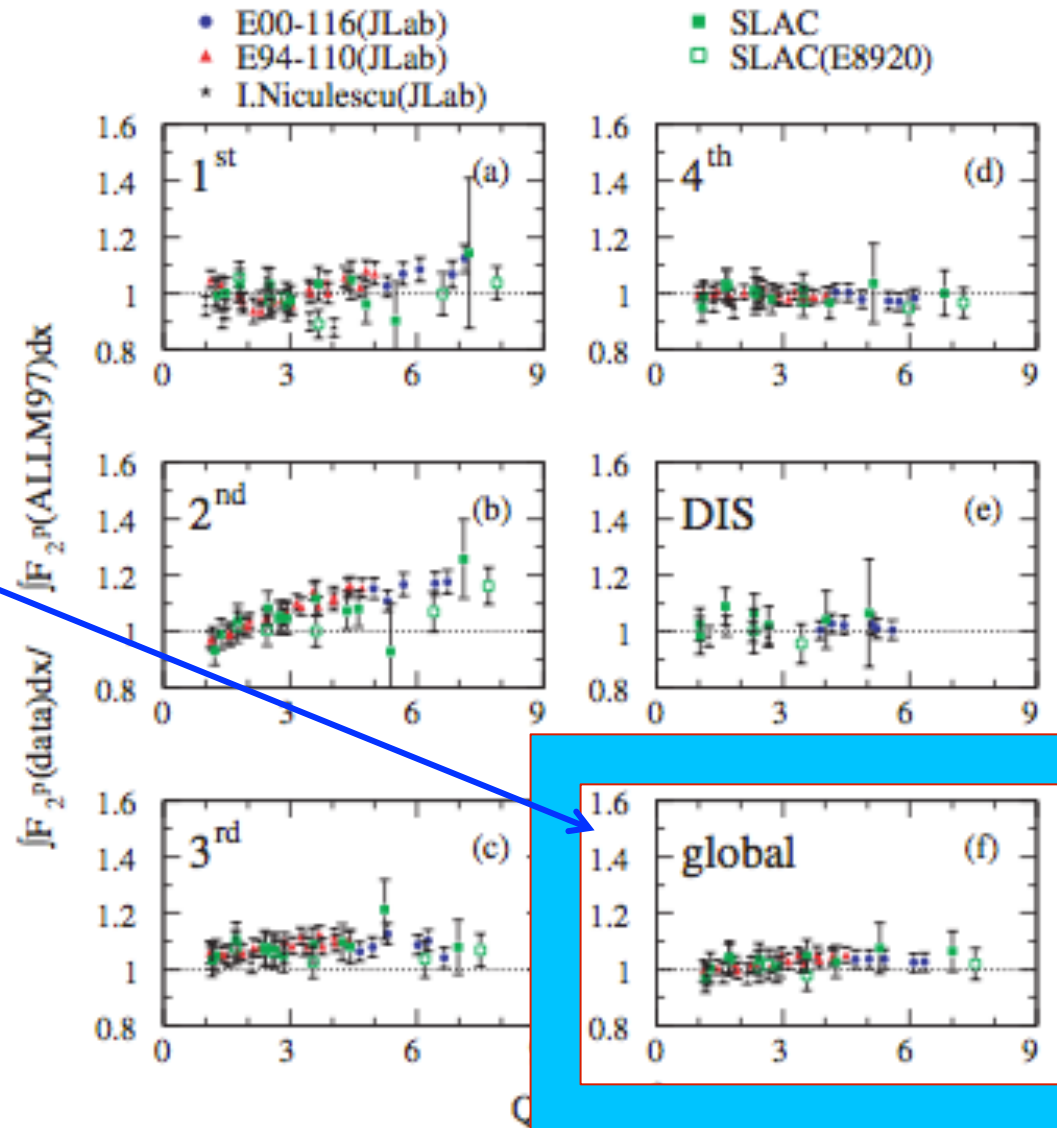 E00-116(JLab)
E94-110(JLab)
I.Niculescu(JLab)
SLAC
SLAC(E8920)
∫F₂ᵖ(data)dx/ ∫F₂ᵖ(ALLM97)dx
1.6
1.4
1.2
1
0.8
1ˢᵗ
(a)
0 3 6 9
1.6
1.4
1.2
1
0.8
4ᵗʰ
(d)
0 3 6 9
1.6
1.4
1.2
1
0.8
2ⁿᵈ
(b)
0 3 6 9
1.6
1.4
1.2
1
0.8
DIS
(e)
0 3 6 9
1.6
1.4
1.2
1
0.8
3ʳᵈ
(c)
0 3 6
1.6
1.4
1.2
1
0.8
global
(f)
0 3 6 9